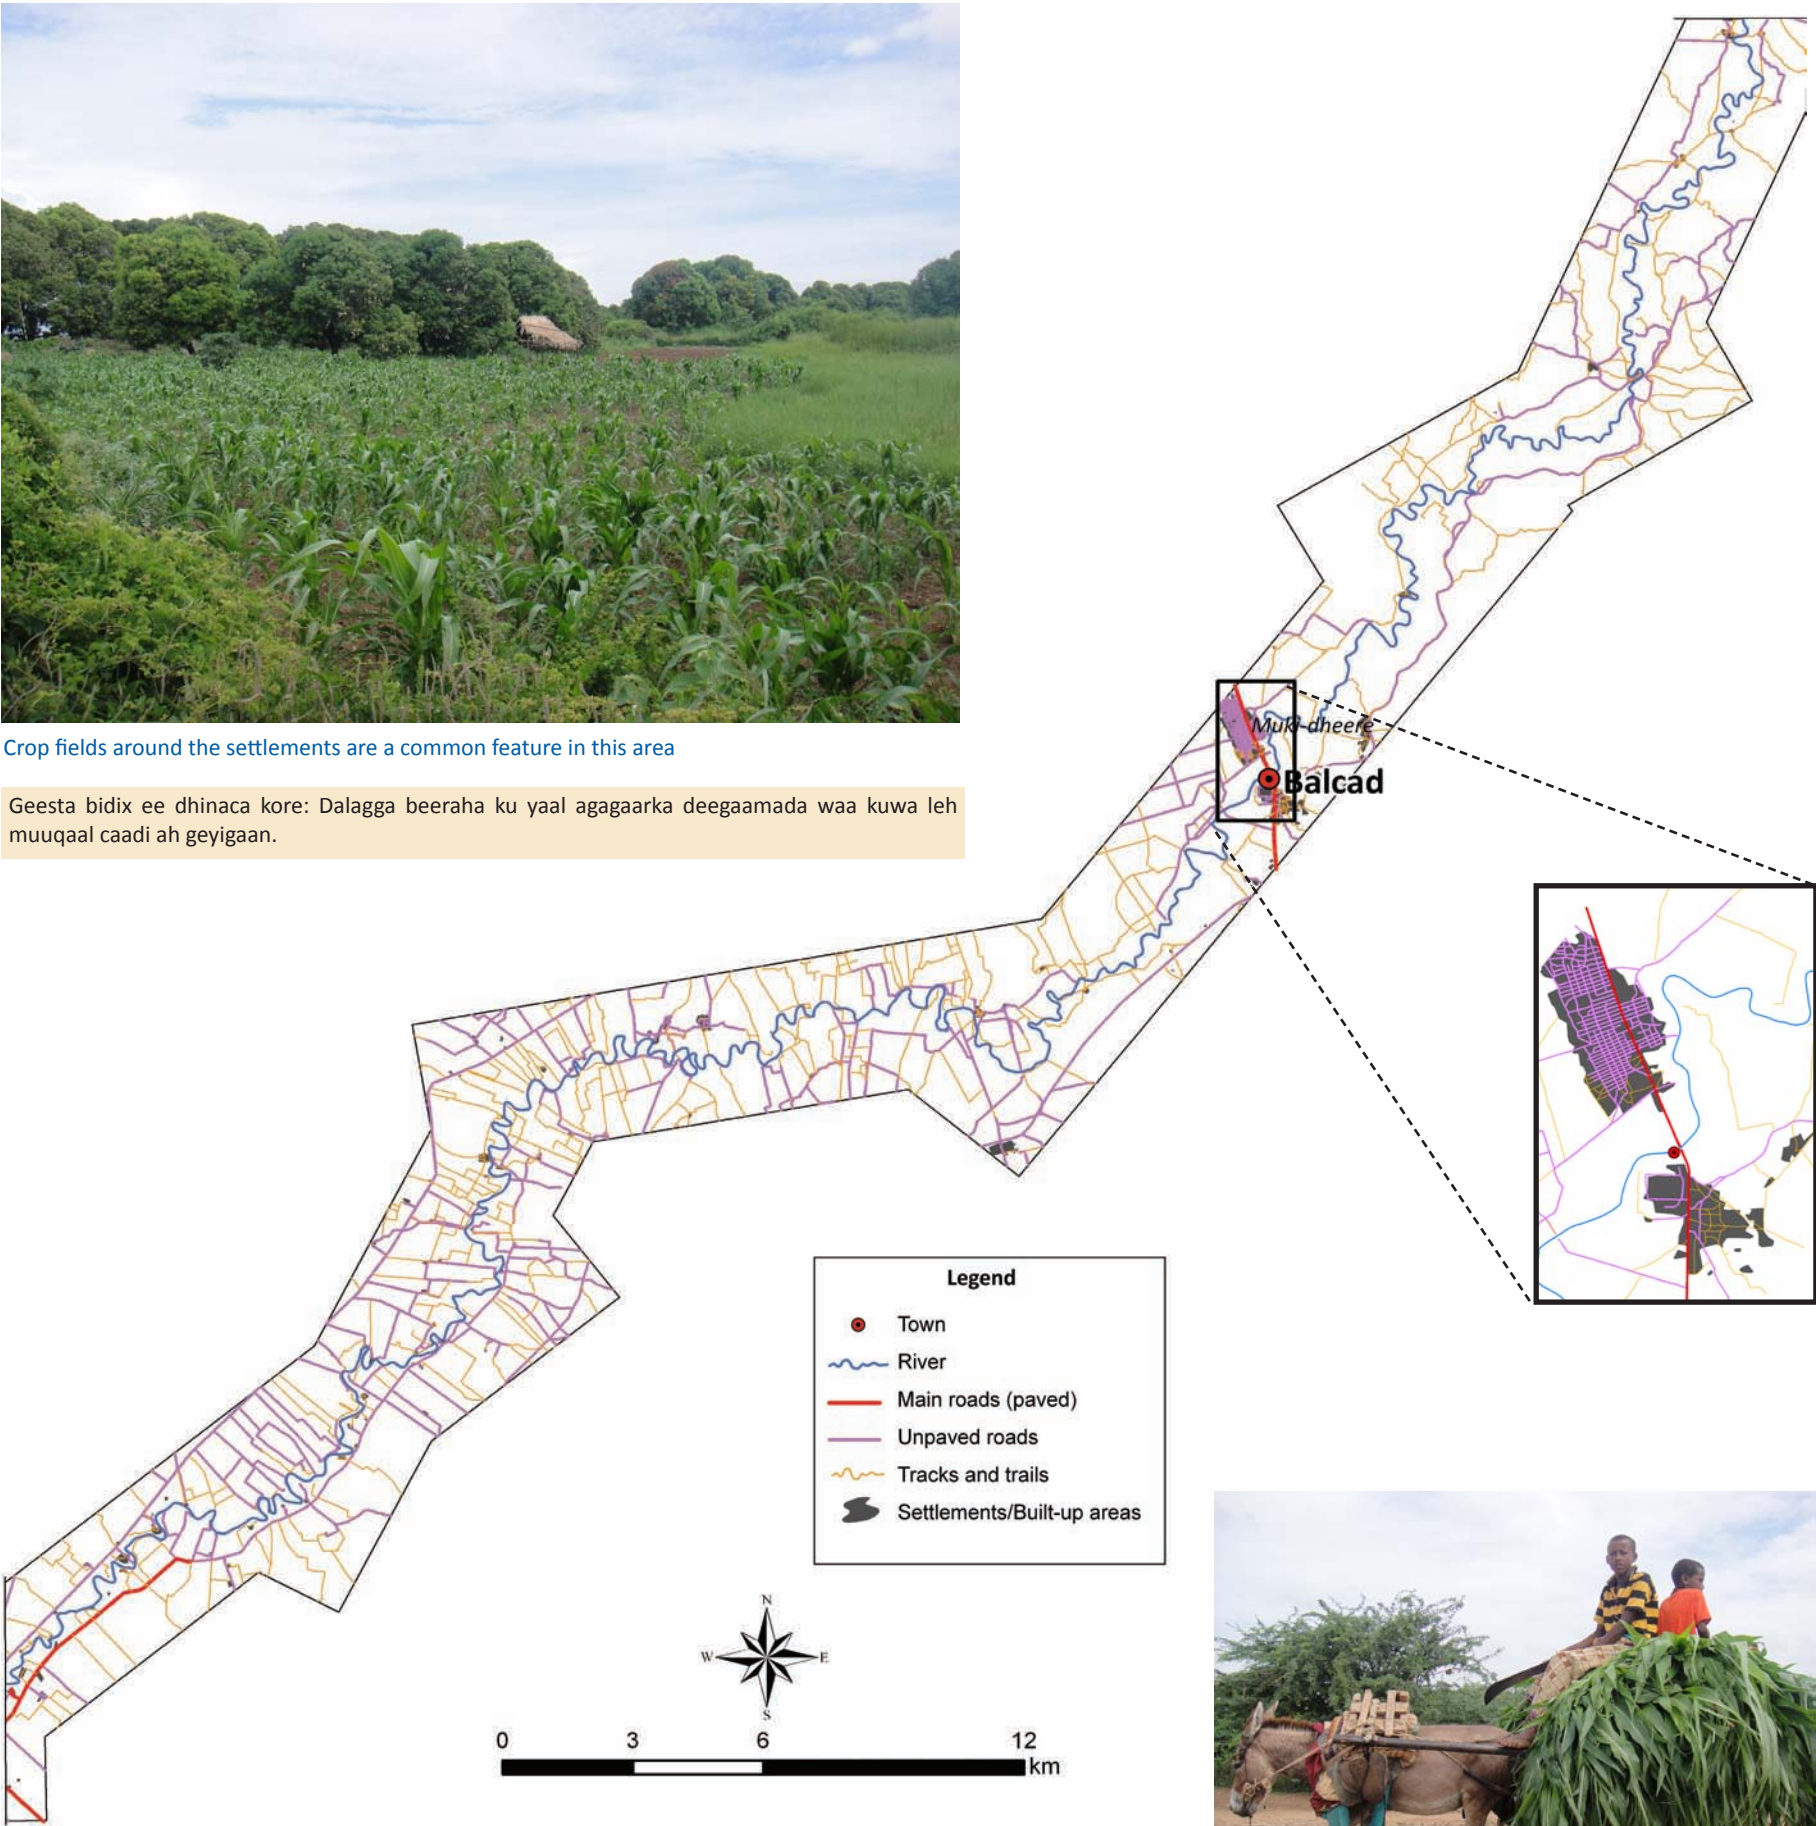 Crop fields around the settlements are a common feature in this area
Geesta bidix ee dhinaca kore: Dalagga beeraha ku yaal agagaarka deegaamada waa kuwa leh
muuqaal caadi ah geyigaan.
Muki-dheere
Balcad
Legend
Town
River
Main roads (paved)
Unpaved roads
Tracks and trails
Settlements/Built-up areas
N
W E
S
0 3 6 12
km